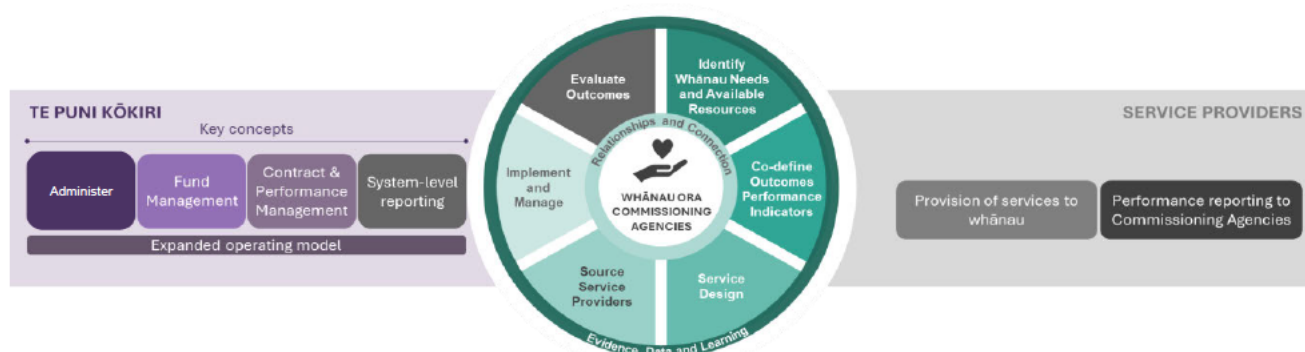 TE PUNI KŌKIRI
Key concepts
Administer
Fund
Management
Contract &
Performance
Management
System-level
reporting
Expanded operating model
Evaluate
Outcomes
Identify
Whānau Needs
and Available
Resources
Implement
and
Manage
Relationships and Connection
WHĀNAU ORA
COMMISSIONING
AGENCIES
Co-define
Outcomes
Performance
Indicators
Source
Service
Providers
Service
Design
Evidence, Data and Learning
SERVICE PROVIDERS
Provision of services to
whānau
Performance reporting to
Commissioning Agencies